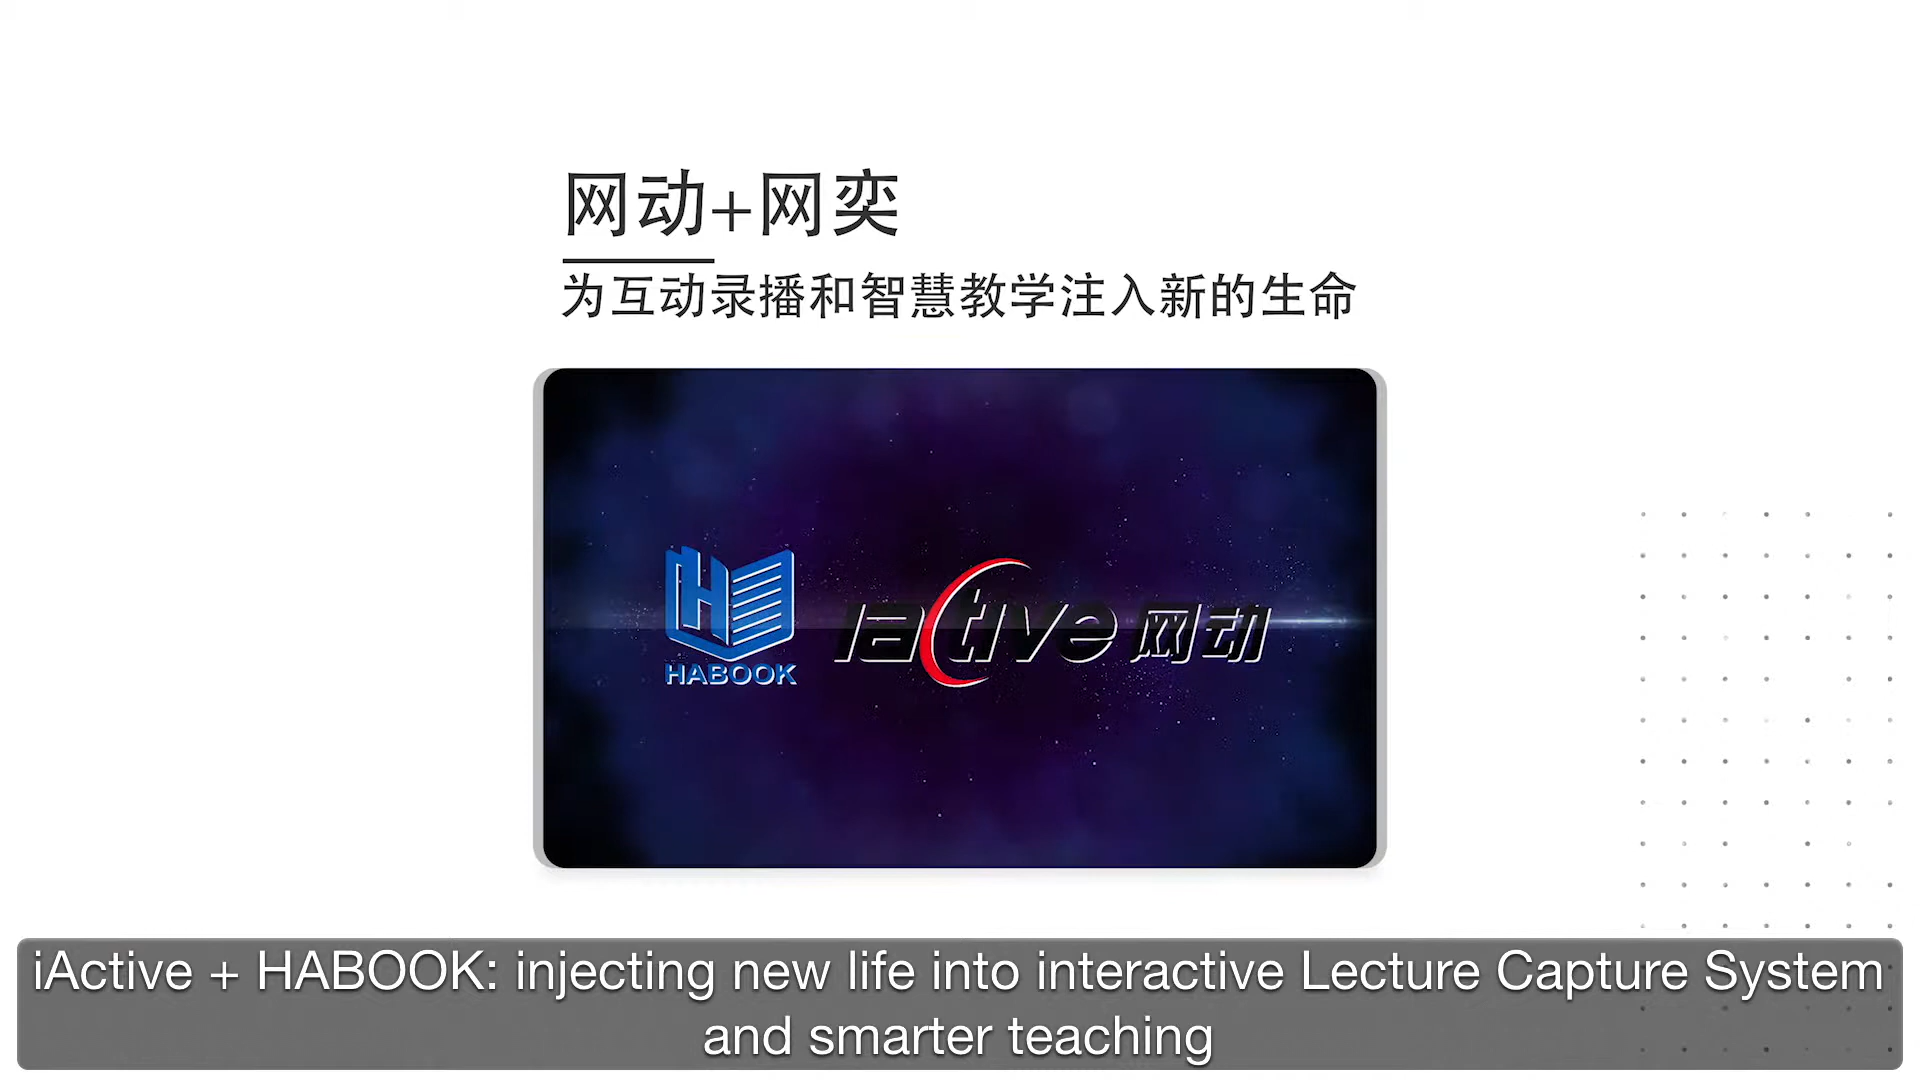 网动+网奕
为互动录播和智慧教学注入新的生命
HABOOK
iactive 网动
iActive + HABOOK: injecting new life into interactive Lecture Capture System
and smarter teaching